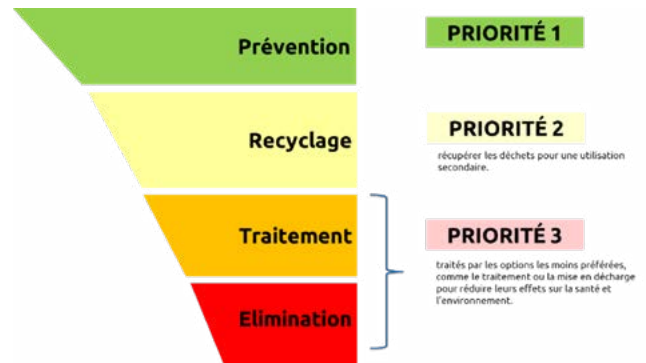 Prévention
PRIORITÉ 1
Recyclage
PRIORITÉ 2
récupérer les déchets pour une utilisation
secondaire.
Traitement
PRIORITÉ 3
traités par les options les moins préférées,
comme le traitement ou la mise en décharge
pour réduire leurs effets sur la santé et
l'environnement.
Elimination